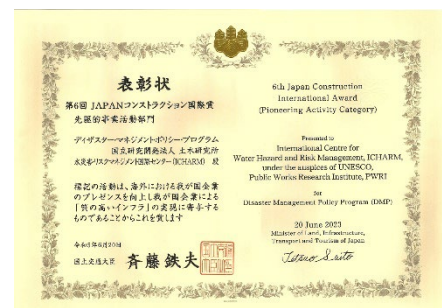 表彰状
第6回 JAPANコンストラクション国際賞
先駆的事業活動部門
ディザスターマネジメント・ポリシー・プログラム
国立研究開発法人 土木研究所
水災害・リスクマネジメント国際センター(ICHARM) 殿
標記の活動は、海外における我が国企業
のプレゼンスを向上し我が国企業による
「質の高いインフラ」の実現に寄与する
ものであることからこれを賞します
令和5年6月20日
国土交通大臣 斉藤鉄夫
6th Japan Construction
International Award
(Pioneering Activity Category)
Presented to
International Centre for
Water Hazard and Risk Management, ICHARM,
under the auspices of UNESCO,
Public Works Research Institute, PWRI
for
Disaster Management Policy Program (DMP)
20 June 2023
Minister of Land, Infrastructure,
Transport and Tourism of Japan
Tetsuo Saito